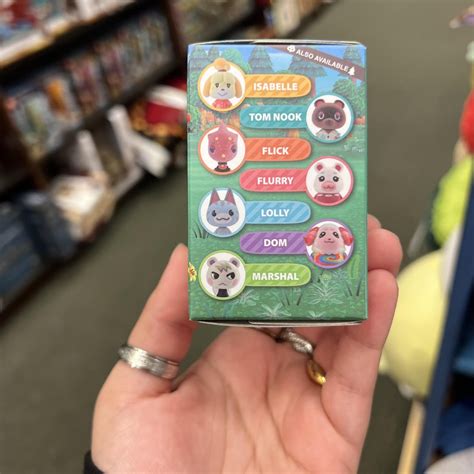 ALSO AVAILABLE
ISABELLE
TOM NOOK
FLICK
FLURRY
LOLLY
DOM
MARSHAL